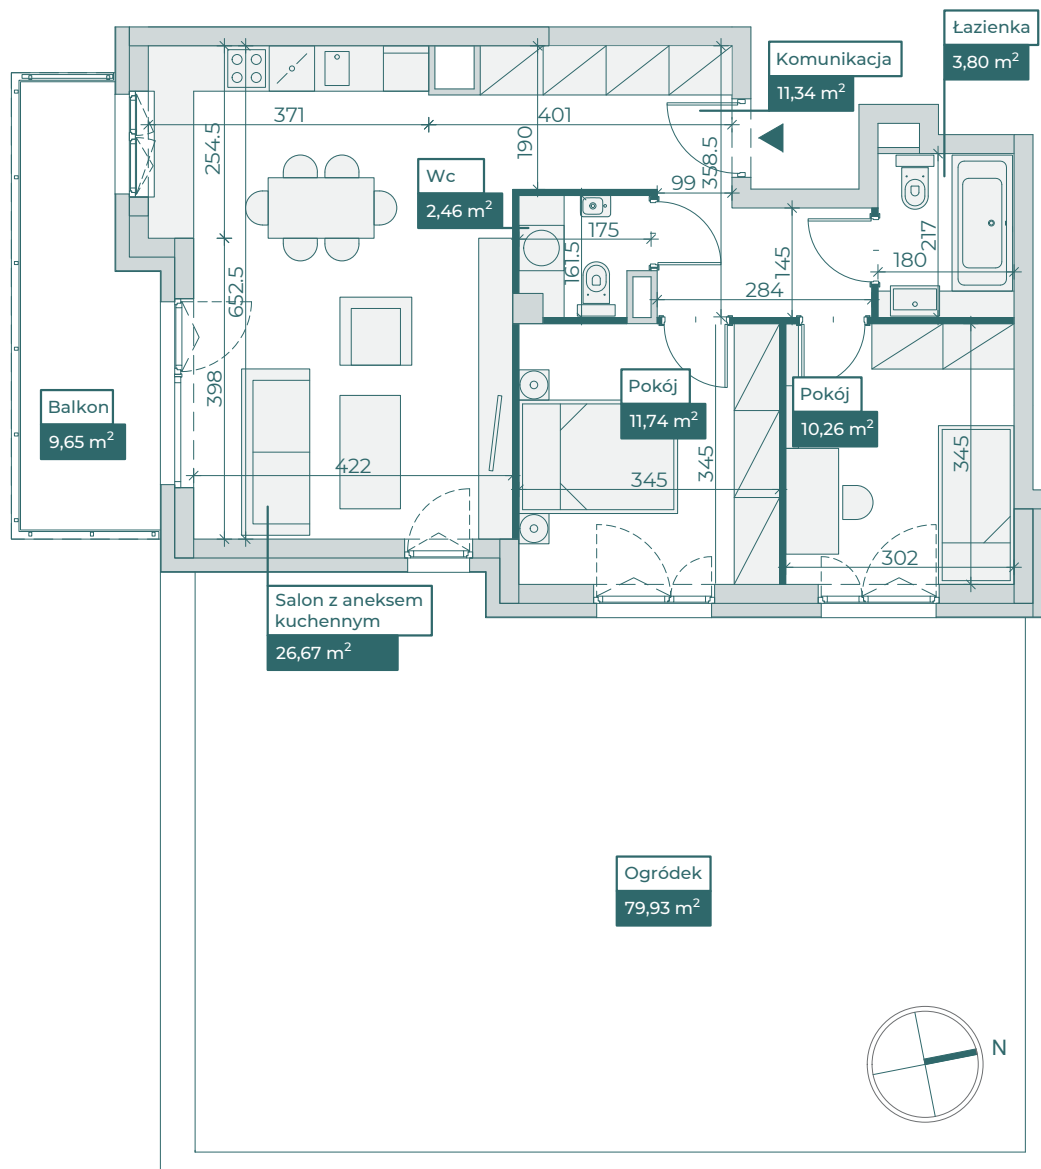 Łazienka
3,80 m²
Komunikacja
11,34 m²
371
401
254.5
190
358.5
Wc
2,46 m²
99
175
161.5
145
217
180
284
652.5
398
Balkon
9,65 m²
Pokój
11,74 m²
Pokój
10,26 m²
422
345
345
345
302
Salon z aneksem
kuchennym
26,67 m²
Ogródek
79,93 m²
N